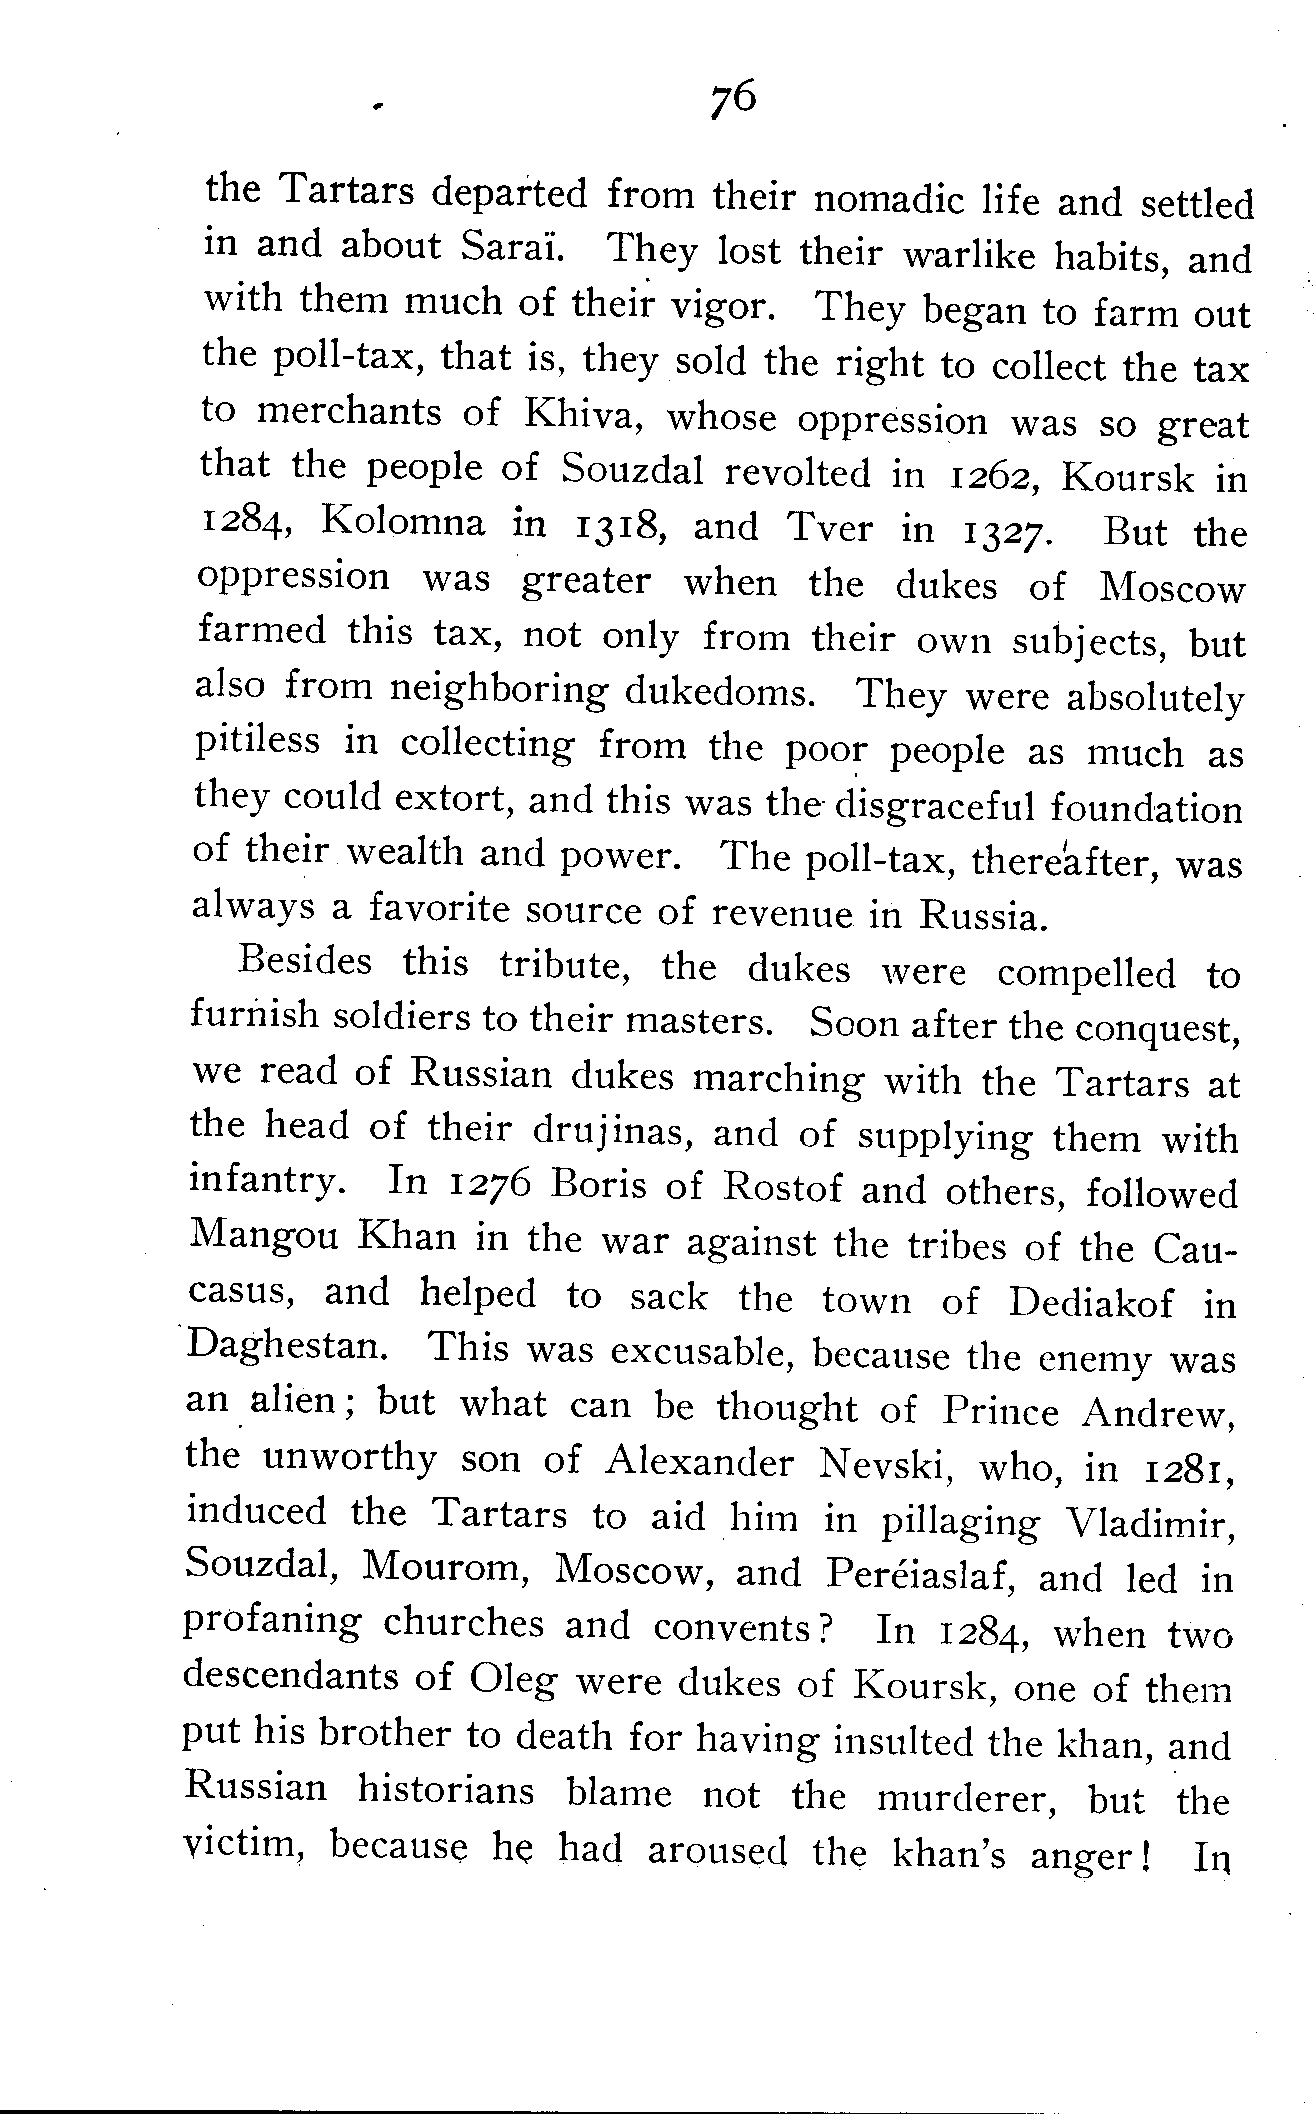 76
the Tartars departed from their nomadic life and settled
in and about Saraï. They lost their warlike habits, and
with them much of their vigor. They began to farm out
the poll-tax, that is, they sold the right to collect the tax
to merchants of Khiva, whose oppression was so great
that the people of Souzdal revolted in 1262, Koursk in
1284, Kolomna in 1318, and Tver in 1327. But the
oppression was greater when the dukes of Moscow
farmed this tax, not only from their own subjects, but
also from neighboring dukedoms. They were absolutely
pitiless in collecting from the poor people as much as
they could extort, and this was the disgraceful foundation
of their wealth and power. The poll-tax, thereafter, was
always a favorite source of revenue in Russia.
Besides this tribute, the dukes were compelled to
furnish soldiers to their masters. Soon after the conquest,
we read of Russian dukes marching with the Tartars at
the head of their drujinas, and of supplying them with
infantry. In 1276 Boris of Rostof and others, followed
Mangou Khan in the war against the tribes of the Cau-
casus, and helped to sack the town of Dediakof in
Daghestan. This was excusable, because the enemy was
an alien; but what can be thought of Prince Andrew,
the unworthy son of Alexander Nevski, who, in 1281,
induced the Tartars to aid him in pillaging Vladimir,
Souzdal, Mourom, Moscow, and Peréiaslaf, and led in
profaning churches and convents? In 1284, when two
descendants of Oleg were dukes of Koursk, one of them
put his brother to death for having insulted the khan, and
Russian historians blame not the murderer, but the
victim, because he had aroused the khan's anger! In